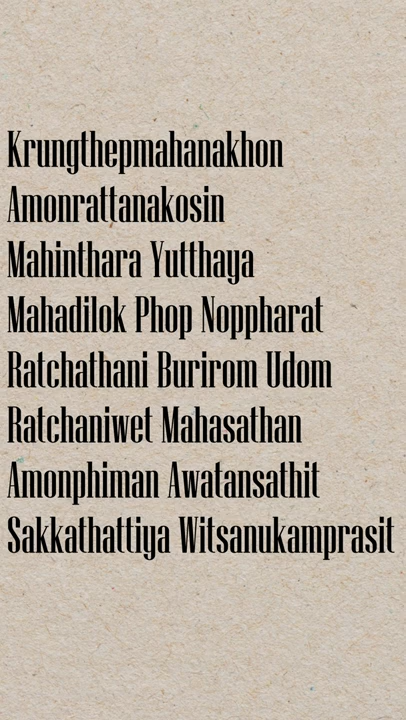 Krungthepmahanakhon
Amonrattanakosin
Mahinthara Yutthaya
Mahadilok Phop Noppharat
Ratchathani Burirom Udom
Ratchaniwet Mahasathan
Amonphiman Awatansathit
Sakkathattiya Witsanukamprasit